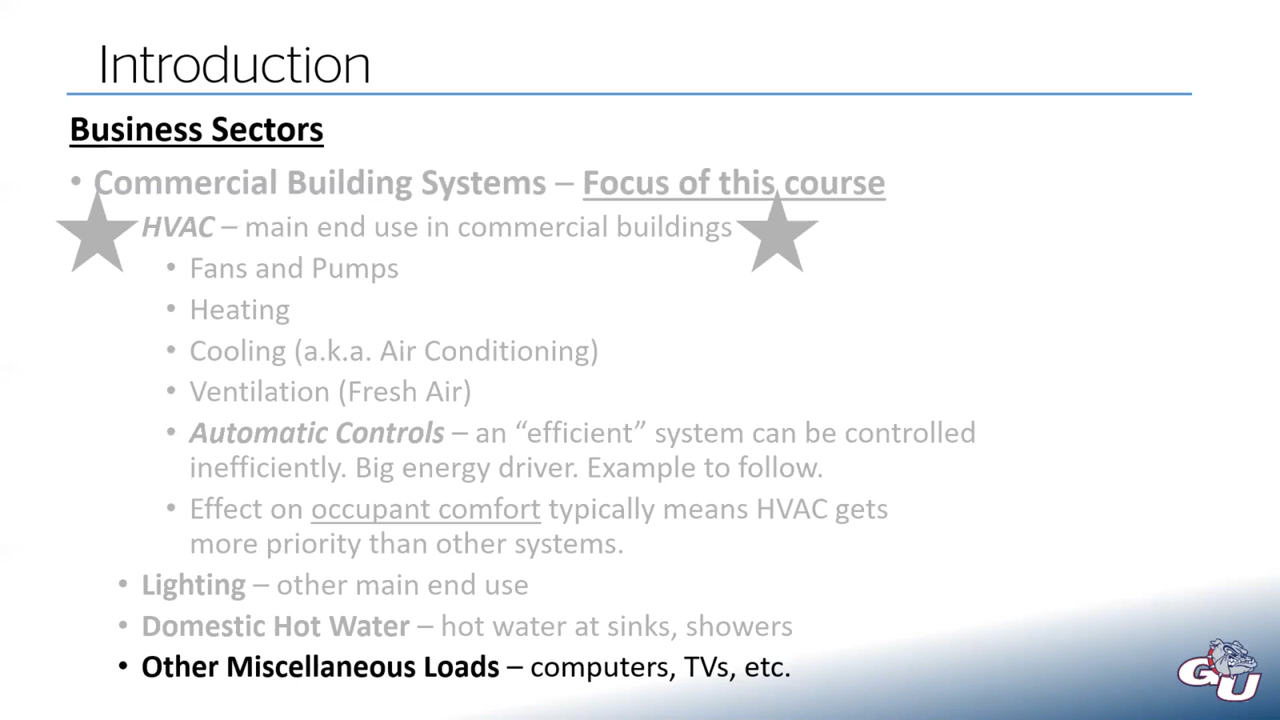 Introduction
Business Sectors
• Commercial Building Systems – Focus of this course
HVAC – main end use in commercial buildings
• Fans and Pumps
• Heating
• Cooling (a.k.a. Air Conditioning)
• Ventilation (Fresh Air)
• Automatic Controls – an “efficient” system can be controlled
inefficiently. Big energy driver. Example to follow.
• Effect on occupant comfort typically means HVAC gets
more priority than other systems.
• Lighting – other main end use
• Domestic Hot Water – hot water at sinks, showers
• Other Miscellaneous Loads – computers, TVs, etc.
GU